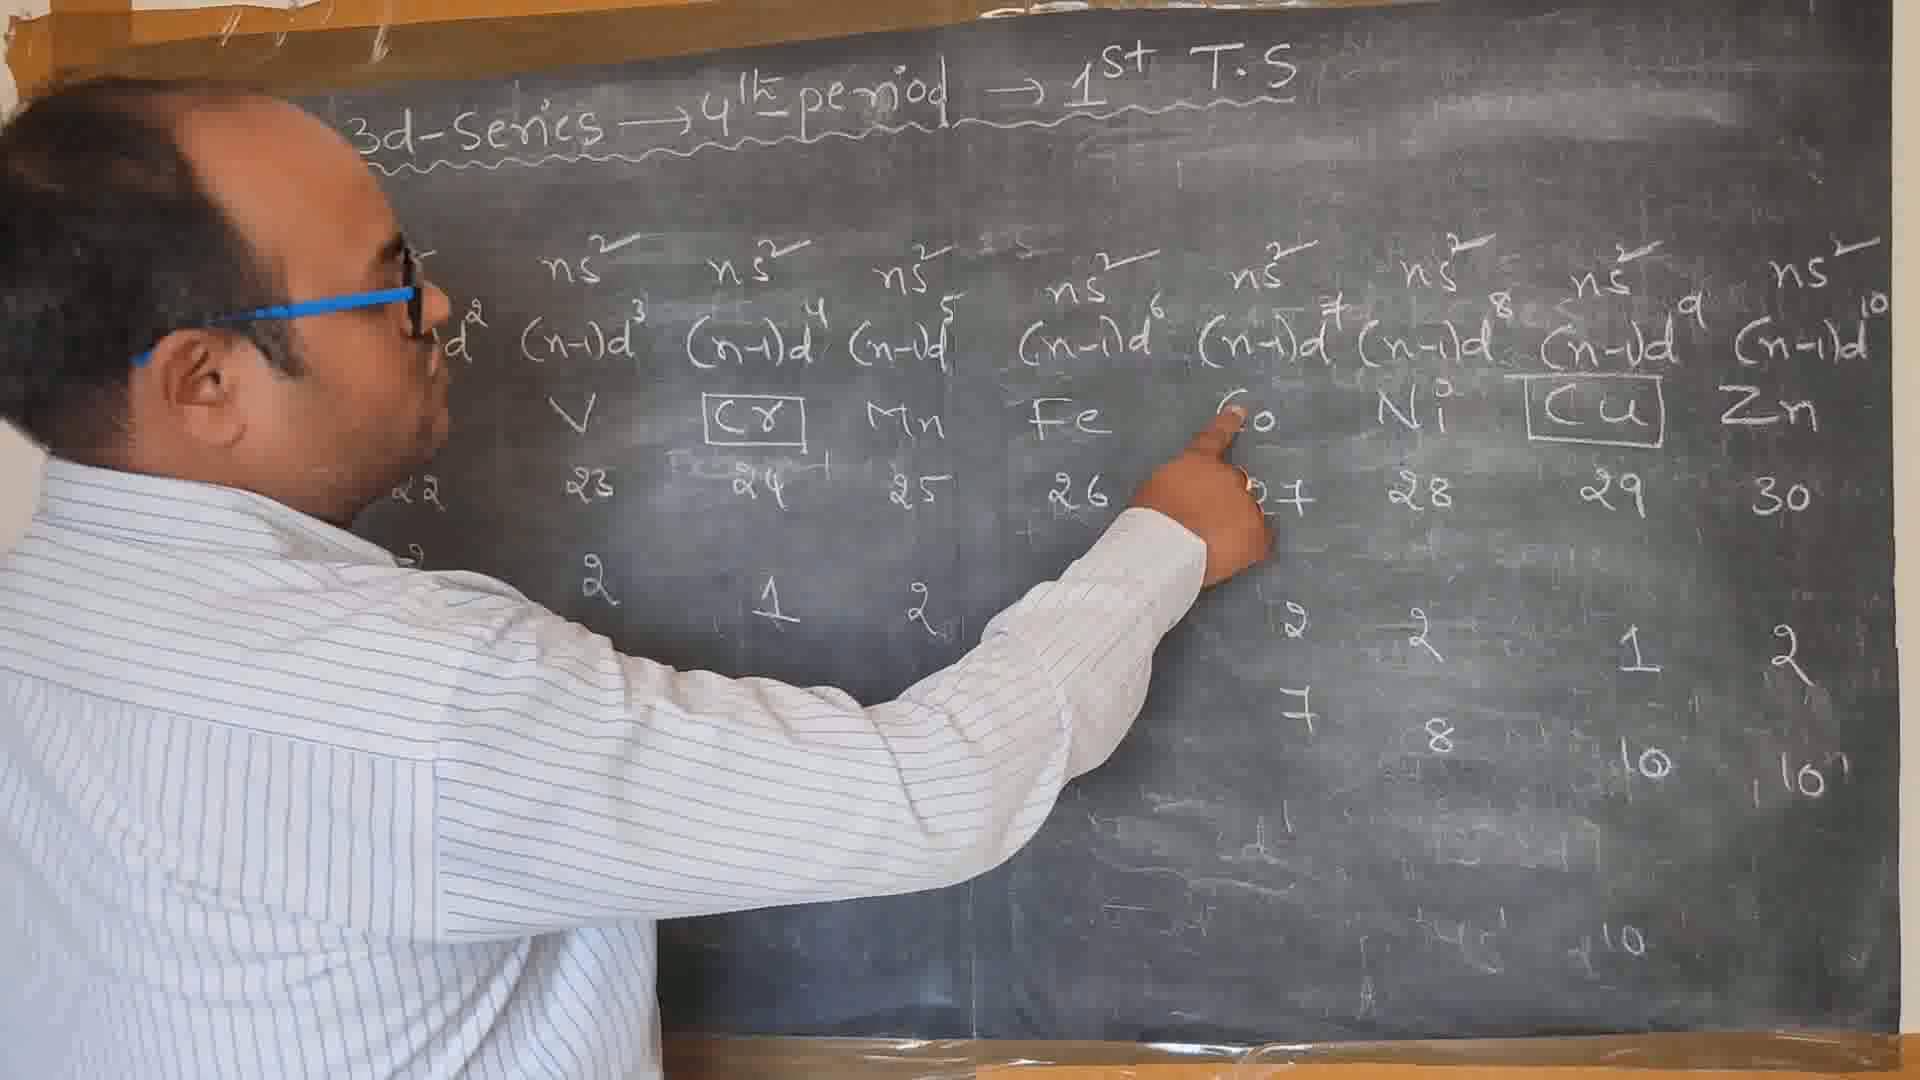 3d-Series → 4th period → 1st T.S
ns² ns² ns² ns² ns² ns² ns² ns²
d² (n-1)d³ (n-1)d⁴ (n-1)d⁵ (n-1)d⁶ (n-1)d⁷ (n-1)d⁸ (n-1)d⁹ (n-1)d¹⁰
V Cr Mn Fe Co Ni Cu Zn
22 23 24 25 26 27 28 29 30
2 2 1 2 2 2 1 2
7 8 10 10
10